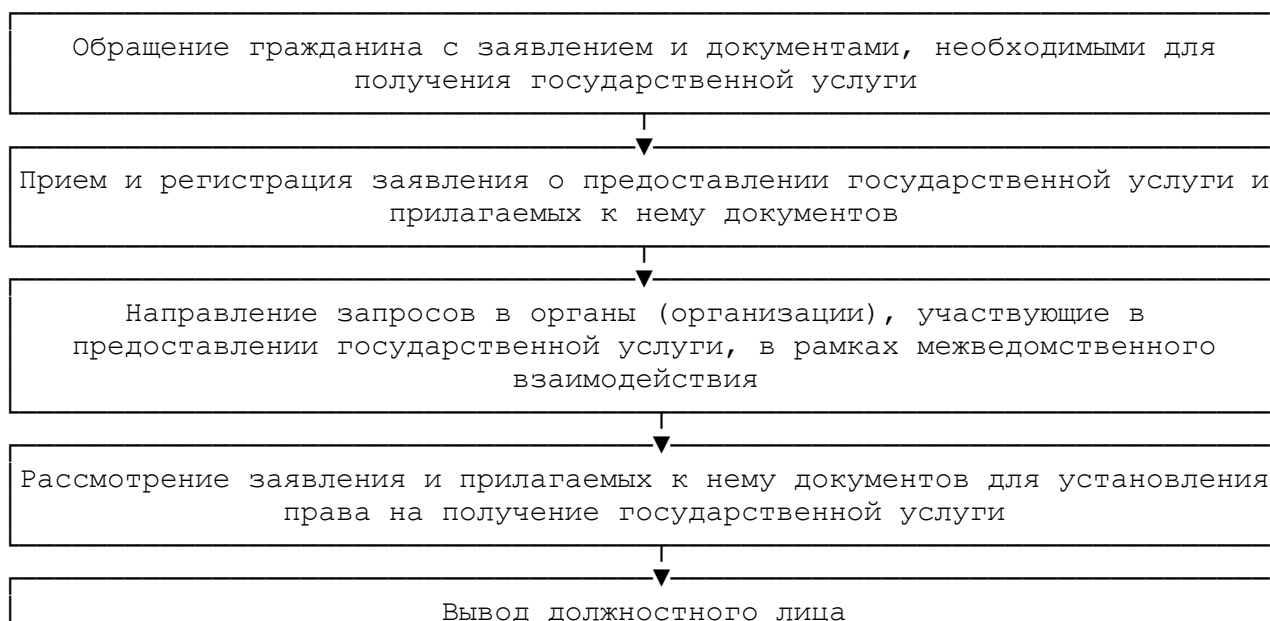 Обращение гражданина с заявлением и документами, необходимыми для
получения государственной услуги
Прием и регистрация заявления о предоставлении государственной услуги и
прилагаемых к нему документов
Направление запросов в органы (организации), участвующие в
предоставлении государственной услуги, в рамках межведомственного
взаимодействия
Рассмотрение заявления и прилагаемых к нему документов для установления
права на получение государственной услуги
Вывод должностного лица